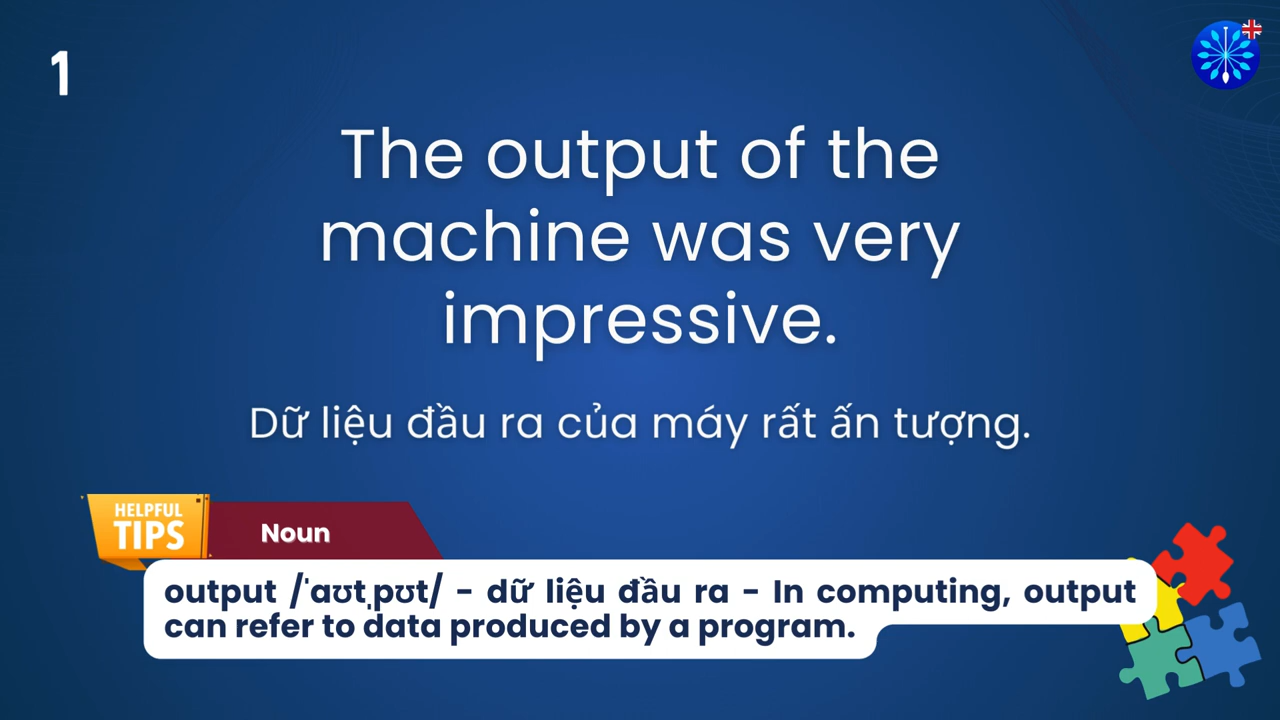 1
The output of the
machine was very
impressive.
Dữ liệu đầu ra của máy rất ấn tượng.
HELPFUL
TIPS
Noun
output /ˈaʊtˌpʊt/ - dữ liệu đầu ra - In computing, output
can refer to data produced by a program.